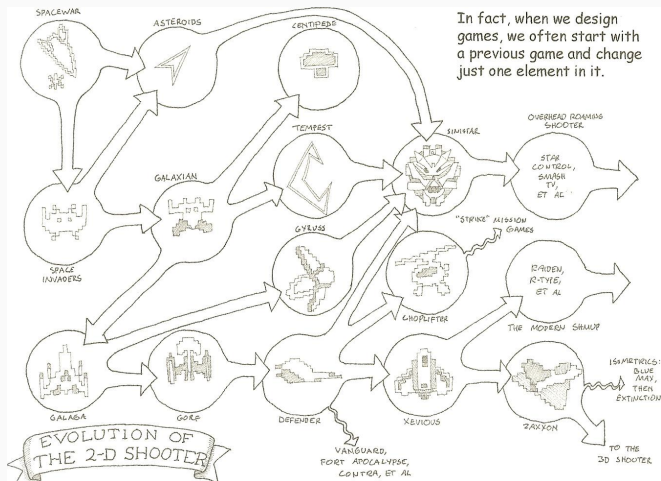 SPACEWAR
ASTEROIDS
CENTIPEDE
In fact, when we design
games, we often start with
a previous game and change
just one element in it.
TEMPEST
SINISTAR
OVERHEAD ROAMING
SHOOTER
STAR
CONTROL,
SMASH
TV,
ET AL
GALAXIAN
SPACE
INVADERS
GYRUSS
"STRIKE" MISSION
GAMES
CHOPLIFTER
RAIDEN,
R-TYPE,
ET AL
THE MODERN SHMUP
GALAGA
GORF
DEFENDER
XEVIOUS
ZAXXON
ISOMETRICS:
BLUE
MAX,
THEN
EXTINCTION
EVOLUTION OF
THE 2-D SHOOTER
VANGUARD,
FORT APOCALYPSE,
CONTRA, ET AL
TO THE
3D SHOOTER